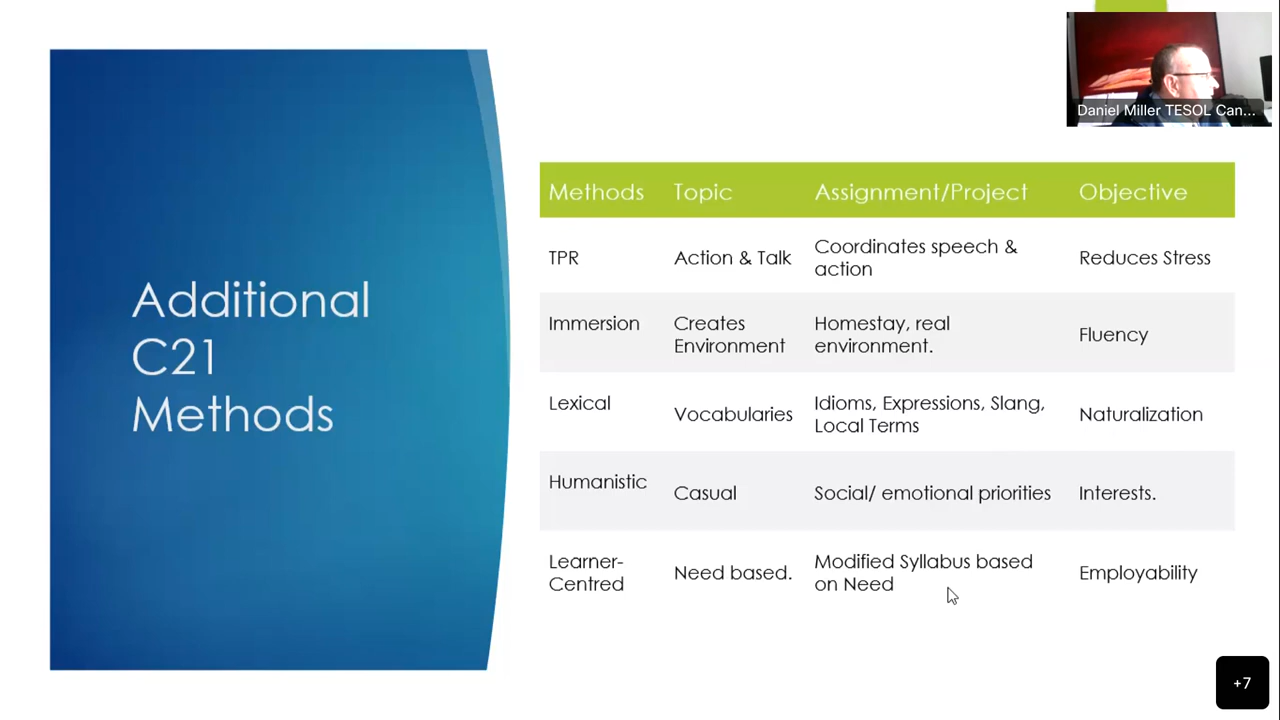 Daniel Miller TESOL Can...
Additional
C21
Methods
Methods Topic Assignment/Project Objective
TPR Action & Talk Coordinates speech & action Reduces Stress
Immersion Creates Environment Homestay, real environment. Fluency
Lexical Vocabularies Idioms, Expressions, Slang, Local Terms Naturalization
Humanistic Casual Social/ emotional priorities Interests.
Learner-Centred Need based. Modified Syllabus based on Need Employability
+7